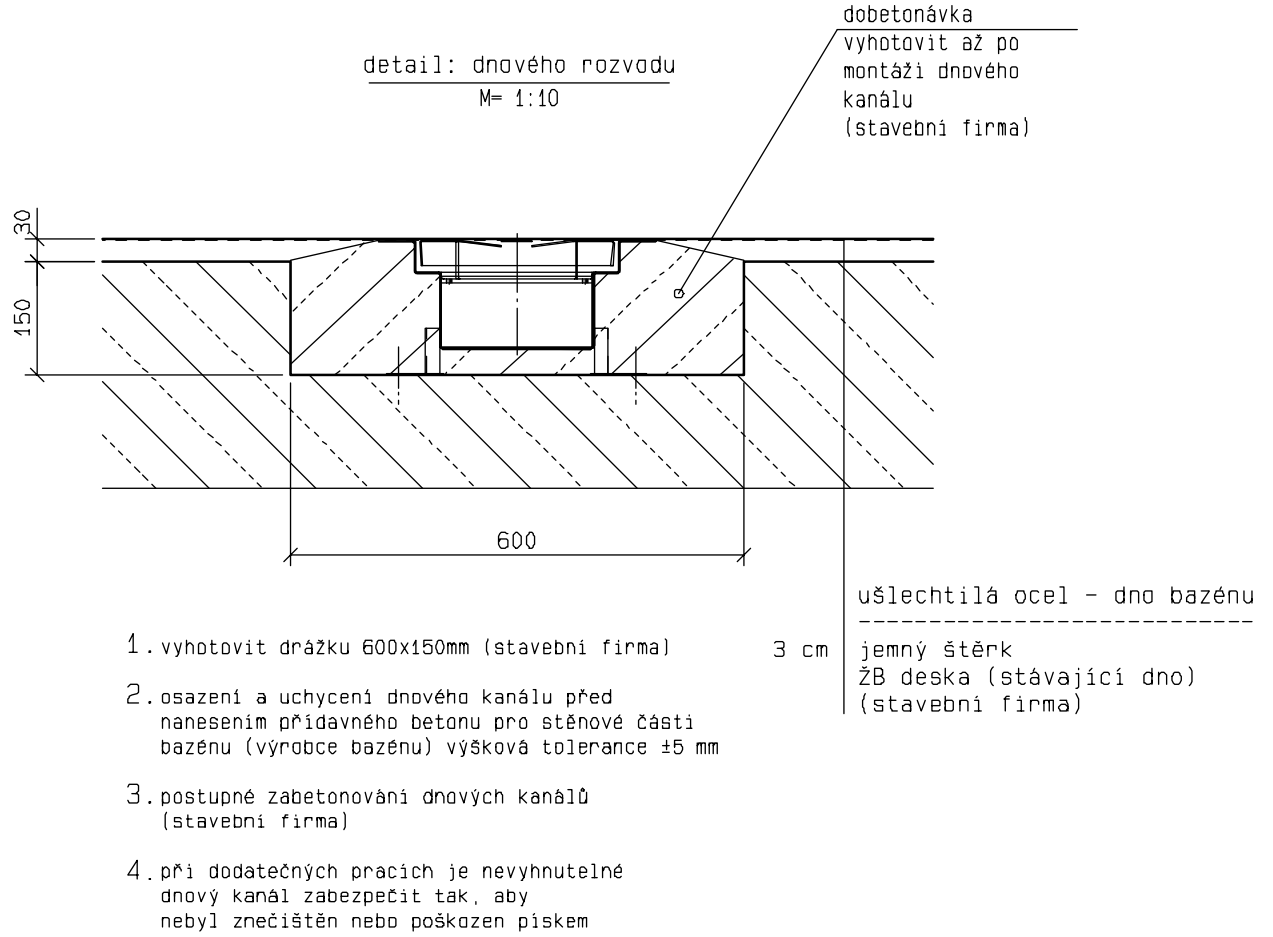 dobetonávka
vyhotovit až po
montáži dnového
kanálu
(stavební firma)
detail: dnového rozvodu
M= 1:10
30
150
600
ušlechtilá ocel - dno bazénu
3 cm jemný štěrk
ŽB deska (stávající dno)
(stavební firma)
1. vyhotovit drážku 600x150mm (stavební firma)
2. osazení a uchycení dnového kanálu před
nanesením přídavného betonu pro stěnové části
bazénu (výrobce bazénu) výšková tolerance ±5 mm
3. postupné zabetonování dnových kanálů
(stavební firma)
4. při dodatečných pracích je nevyhnutelné
dnový kanál zabezpečit tak, aby
nebyl znečištěn nebo poškozen pískem